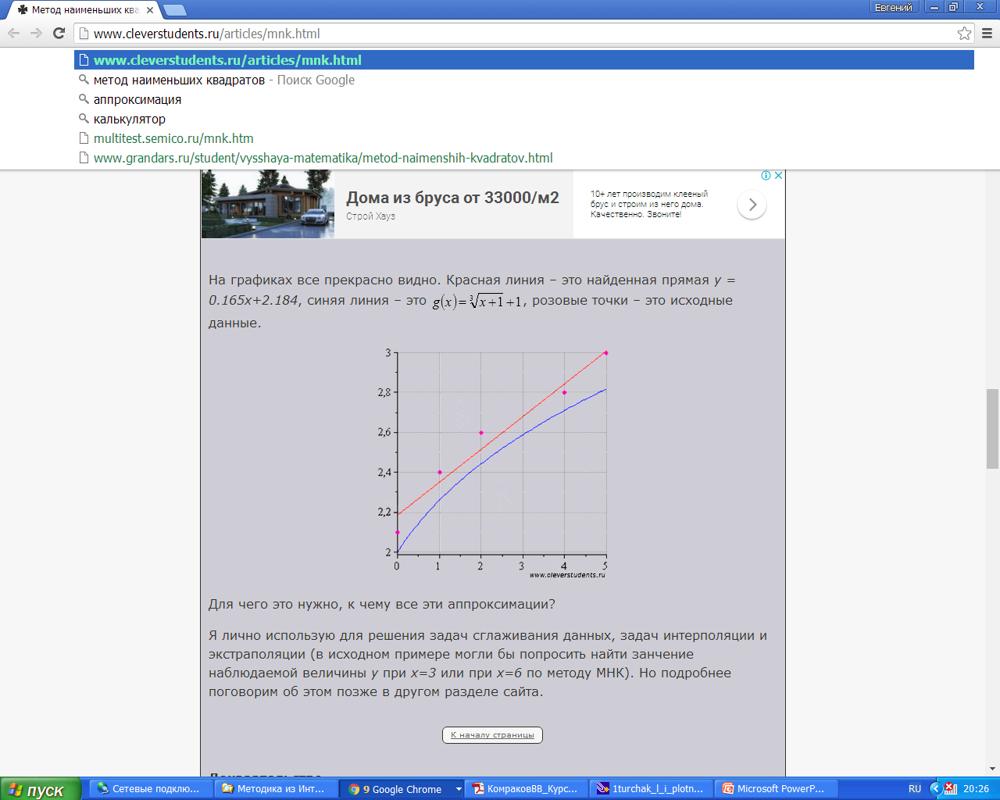 Метод наименьших ква
Евгений
www.cleverstudents.ru/articles/mnk.html
www.cleverstudents.ru/articles/mnk.html
метод наименьших квадратов - Поиск Google
аппроксимация
калькулятор
multitest.semico.ru/mnk.htm
www.grandars.ru/student/vysshaya-matematika/metod-naimenshih-kvadratov.html
Дома из бруса от 33000/м2
Строй Хауз
10+ лет производим клееный
брус и строим из него дома.
Качественно. Звоните!
На графиках все прекрасно видно. Красная линия – это найденная прямая y =
0.165x+2.184, синяя линия – это g(x)=∛(x+1)+1, розовые точки – это исходные
данные.
3
2,8
2,6
2,4
2,2
2
0 1 2 3 4 5
www.cleverstudents.ru
Для чего это нужно, к чему все эти аппроксимации?
Я лично использую для решения задач сглаживания данных, задач интерполяции и
экстраполяции (в исходном примере могли бы попросить найти занчение
наблюдаемой величины y при x=3 или при x=6 по методу МНК). Но подробнее
поговорим об этом позже в другом разделе сайта.
К началу страницы
пуск
Сетевые подклю...
Методика из Инт...
9 Google Chrome
КомраковВВ_Курс...
1turchak_l_i_plotn...
Microsoft PowerP...
RU
20:26